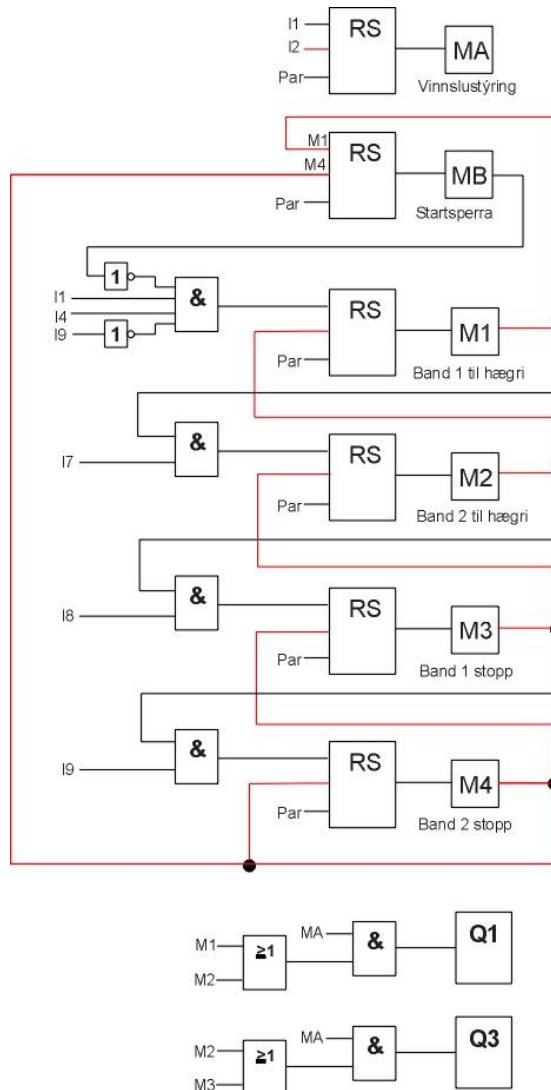 I1
I2
Par
RS
MA
Vinnslustýring
M1
M4
Par
RS
MB
Startsperra
1
I1
I4
I9
1
&
RS
Par
M1
Band 1 til hægri
I7
&
RS
Par
M2
Band 2 til hægri
I8
&
RS
Par
M3
Band 1 stopp
I9
&
RS
Par
M4
Band 2 stopp
M1
M2
≥1
MA
&
Q1
M2
M3
≥1
MA
&
Q3